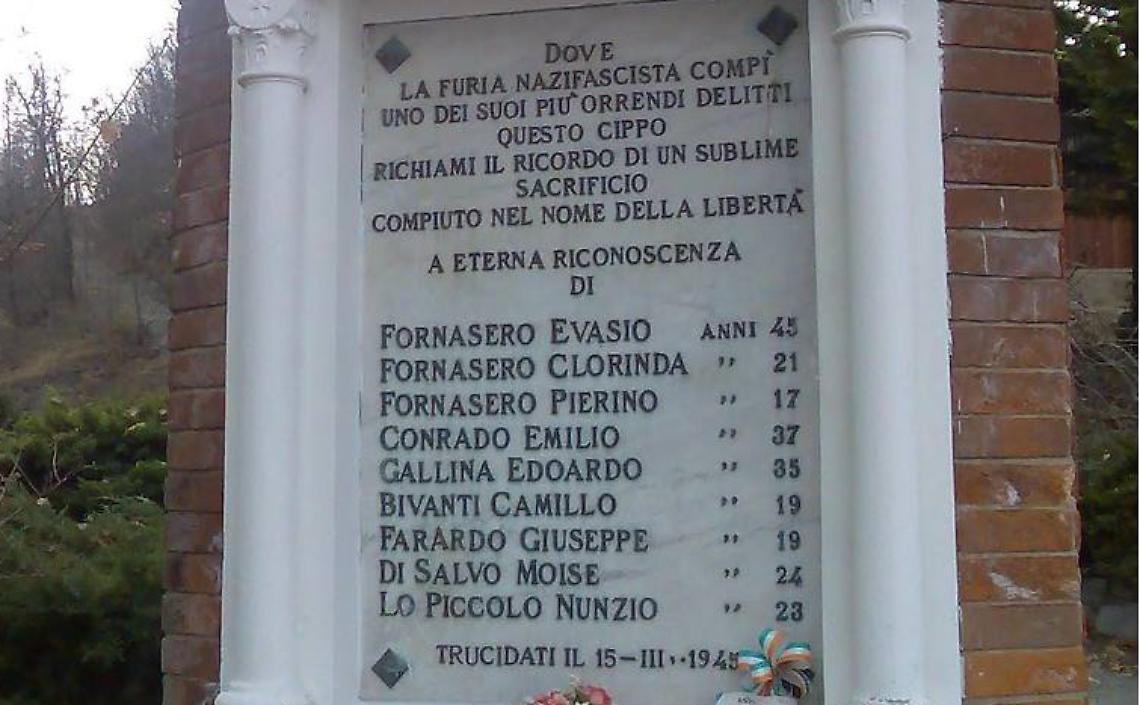 DOVE
LA FURIA NAZIFASCISTA COMPÌ
UNO DEI SUOI PIÙ ORRENDI DELITTI
QUESTO CIPPO
RICHIAMI IL RICORDO DI UN SUBLIME
SACRIFICIO
COMPIUTO NEL NOME DELLA LIBERTÀ
A ETERNA RICONOSCENZA
DI
FORNASERO EVASIO ANNI 45
FORNASERO CLORINDA " 21
FORNASERO PIERINO " 17
CONRADO EMILIO " 37
GALLINA EDOARDO " 35
BIVANTI CAMILLO " 19
FARARDO GIUSEPPE " 19
DI SALVO MOISE " 24
LO PICCOLO NUNZIO " 23
TRUCIDATI IL 15-III-1945